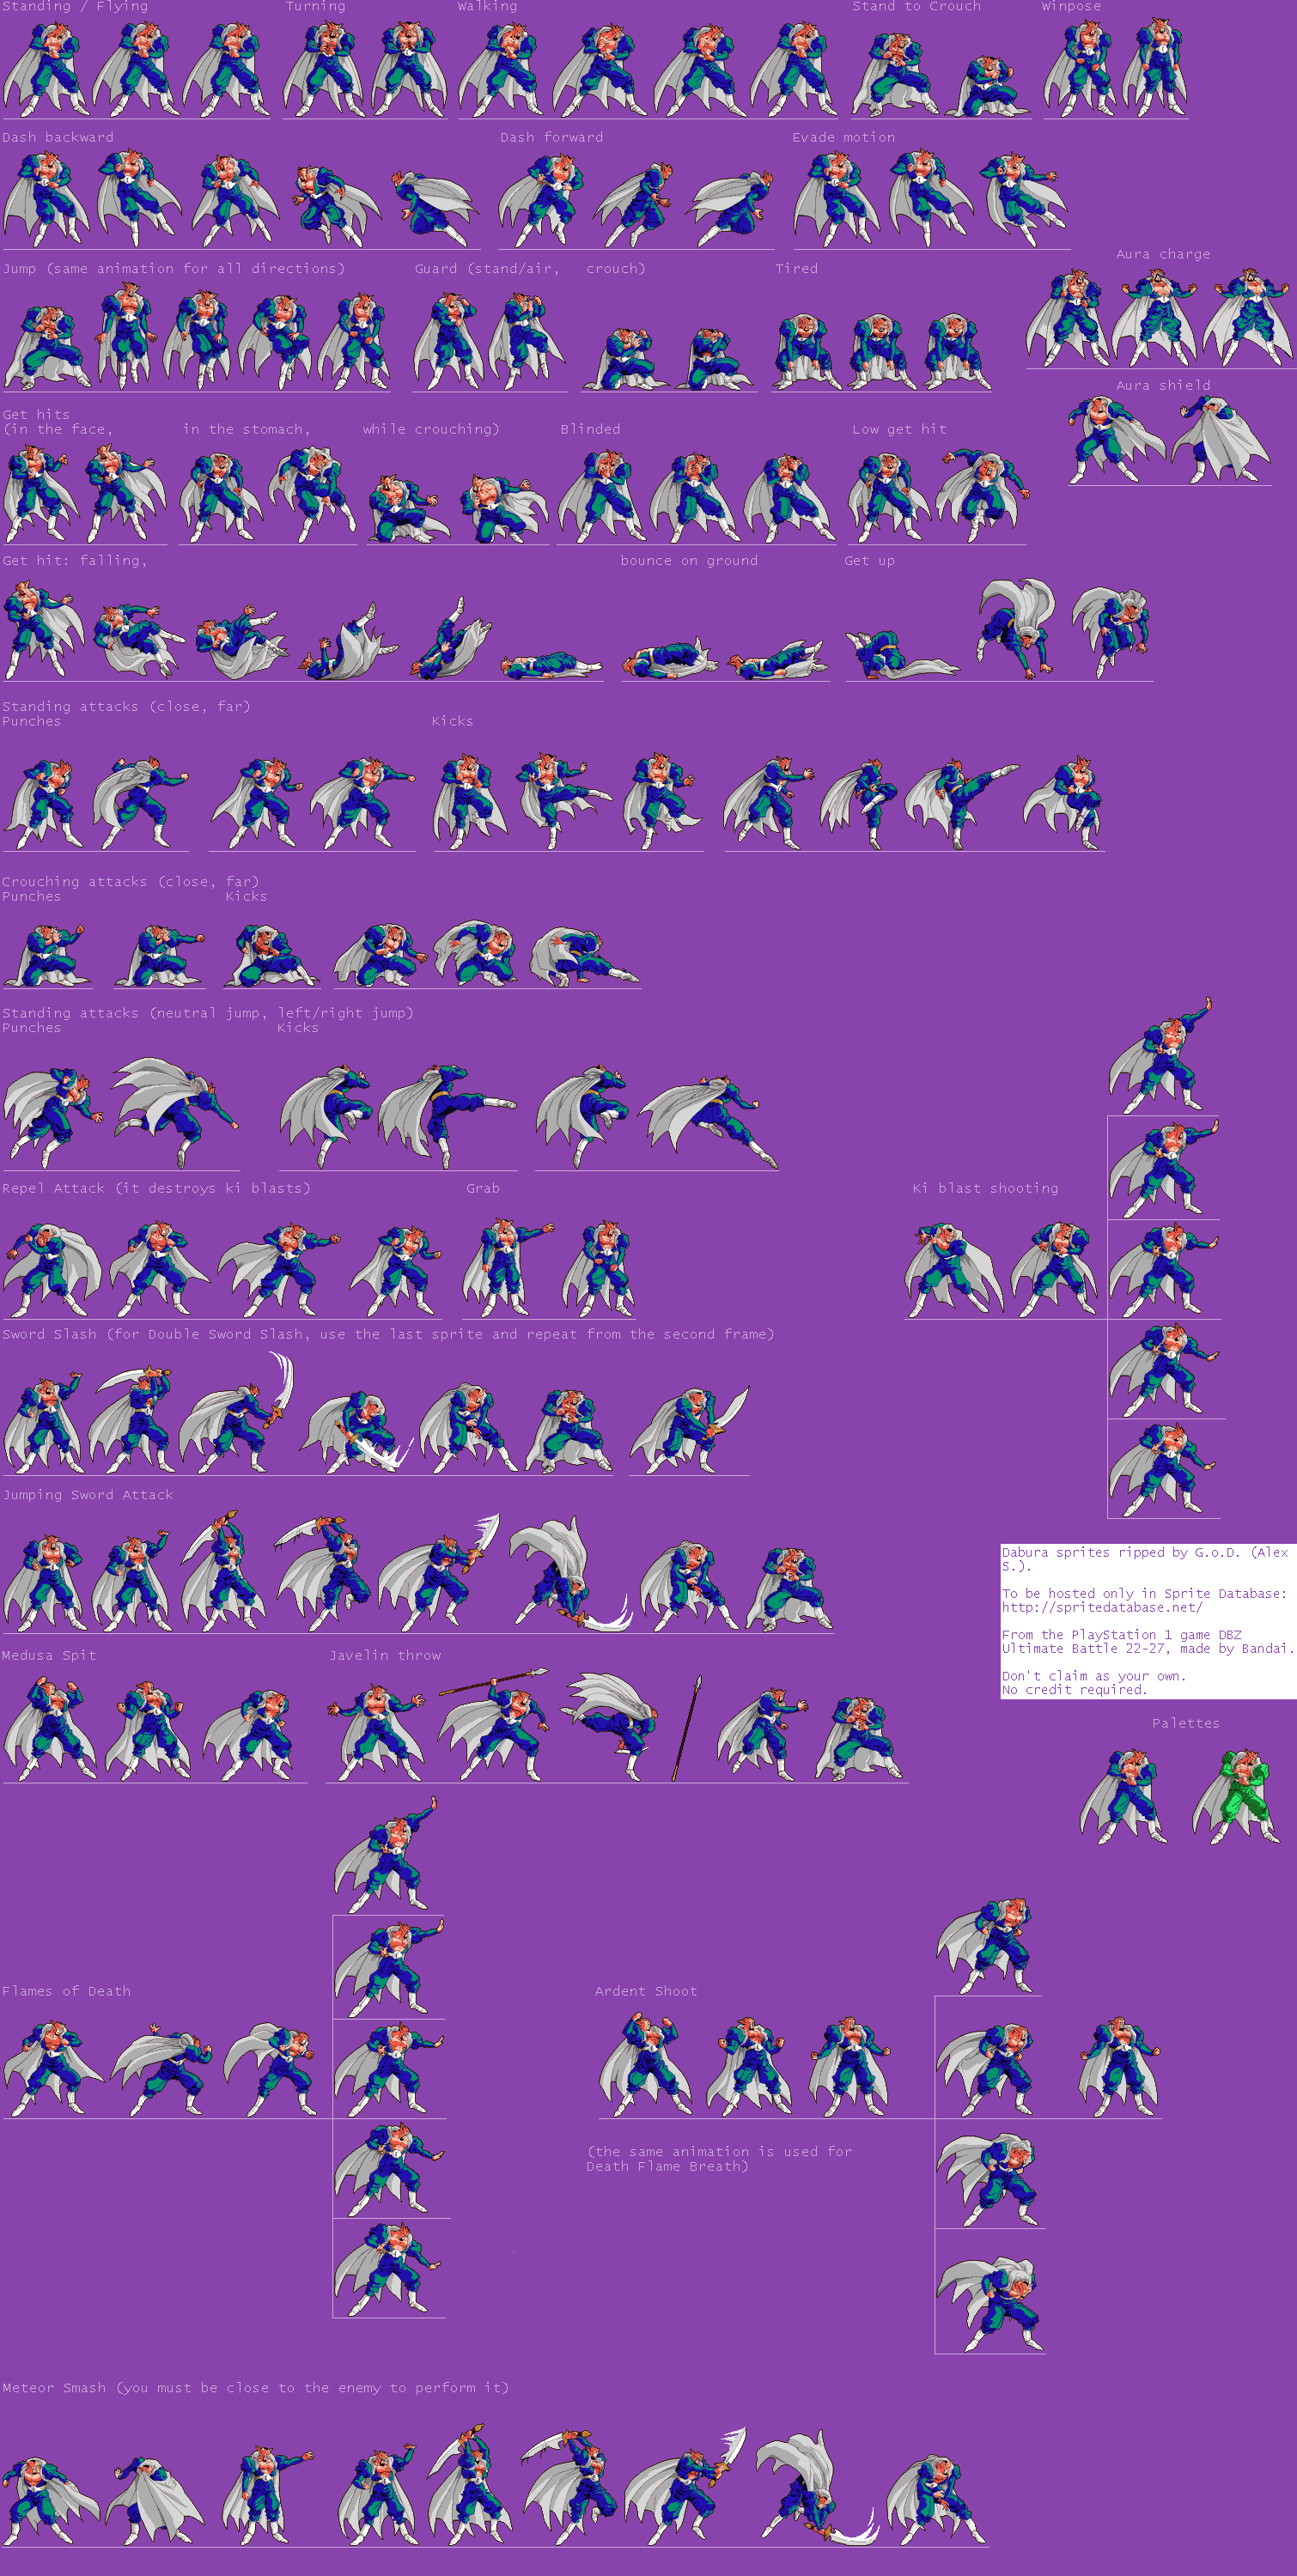 Standing / Flying
Turning
Walking
Stand to Crouch
Winpose
Dash backward
Dash forward
Evade motion
Aura charge
Jump (same animation for all directions)
Guard (stand/air, crouch)
Tired
Aura shield
Get hits
(in the face, in the stomach, while crouching)
Blinded
Low get hit
Get hit: falling, bounce on ground
Get up
Standing attacks (close, far)
Punches
Kicks
Crouching attacks (close, far)
Punches
Kicks
Standing attacks (neutral jump, left/right jump)
Punches
Kicks
Repel Attack (it destroys ki blasts)
Grab
Ki blast shooting
Sword Slash (for Double Sword Slash, use the last sprite and repeat from the second frame)
Jumping Sword Attack
Dabura sprites ripped by G.o.D. (Alex
S.).
To be hosted only in Sprite Database:
http://spritedatabase.net/
From the PlayStation 1 game DBZ
Ultimate Battle 22-27, made by Bandai.
Don't claim as your own.
No credit required.
Medusa Spit
Javelin throw
Palettes
Flames of Death
Ardent Shoot
(the same animation is used for
Death Flame Breath)
Meteor Smash (you must be close to the enemy to perform it)